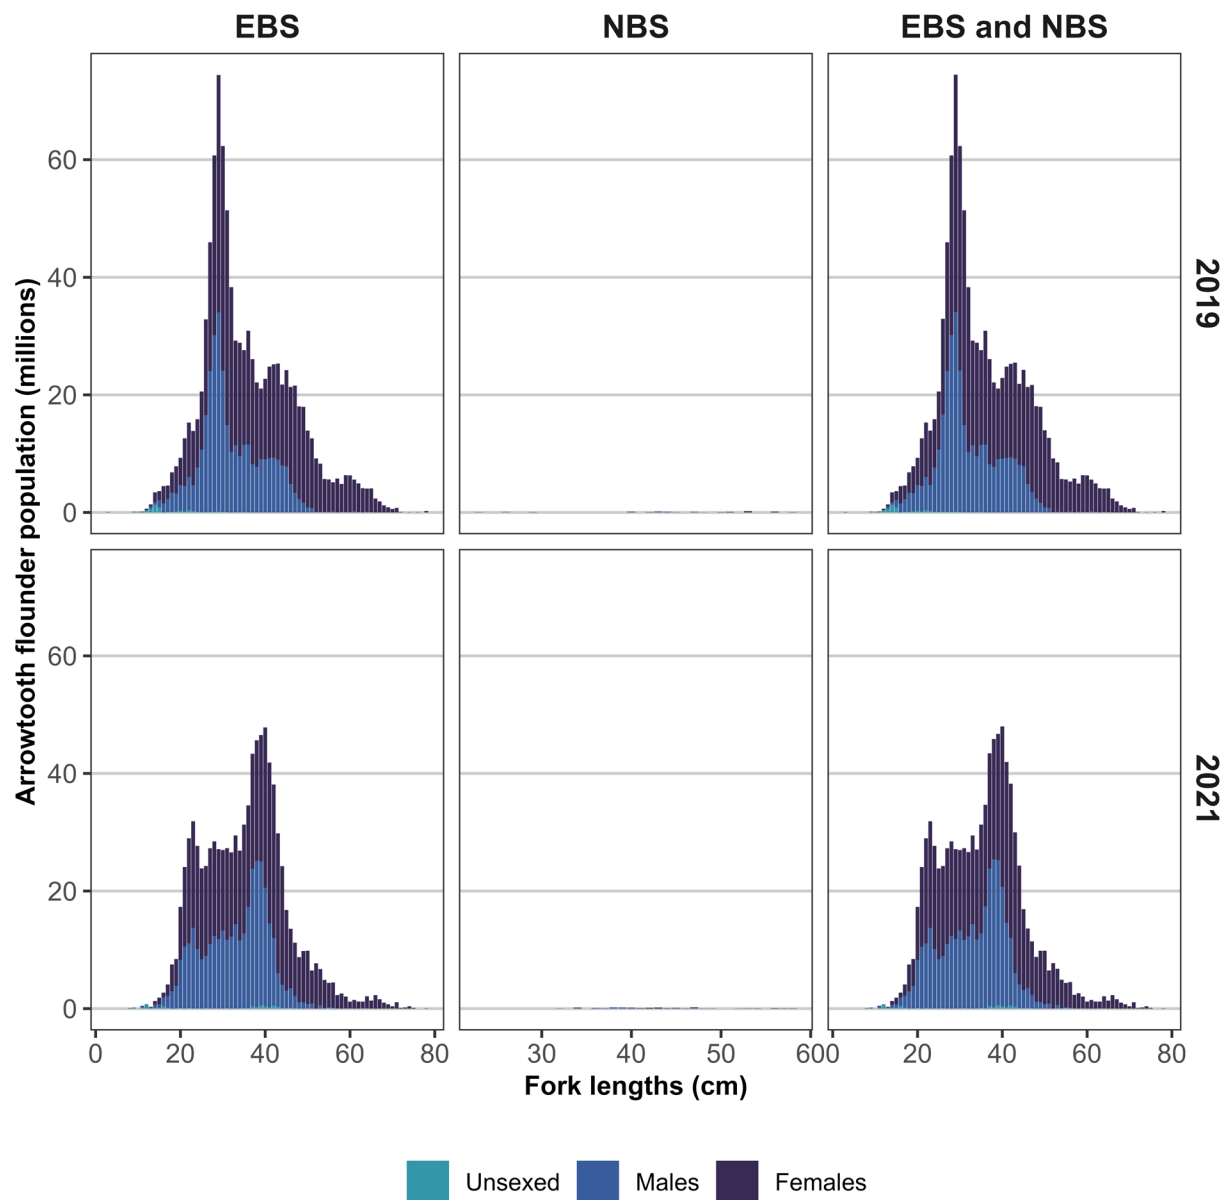 EBS NBS EBS and NBS
60
40
20
0
2019
Arrowtooth flounder population (millions)
60
40
20
0
2021
0 20 40 60 80 30 40 50 60 0 0 20 40 60 80
Fork lengths (cm)
Unsexed Males Females